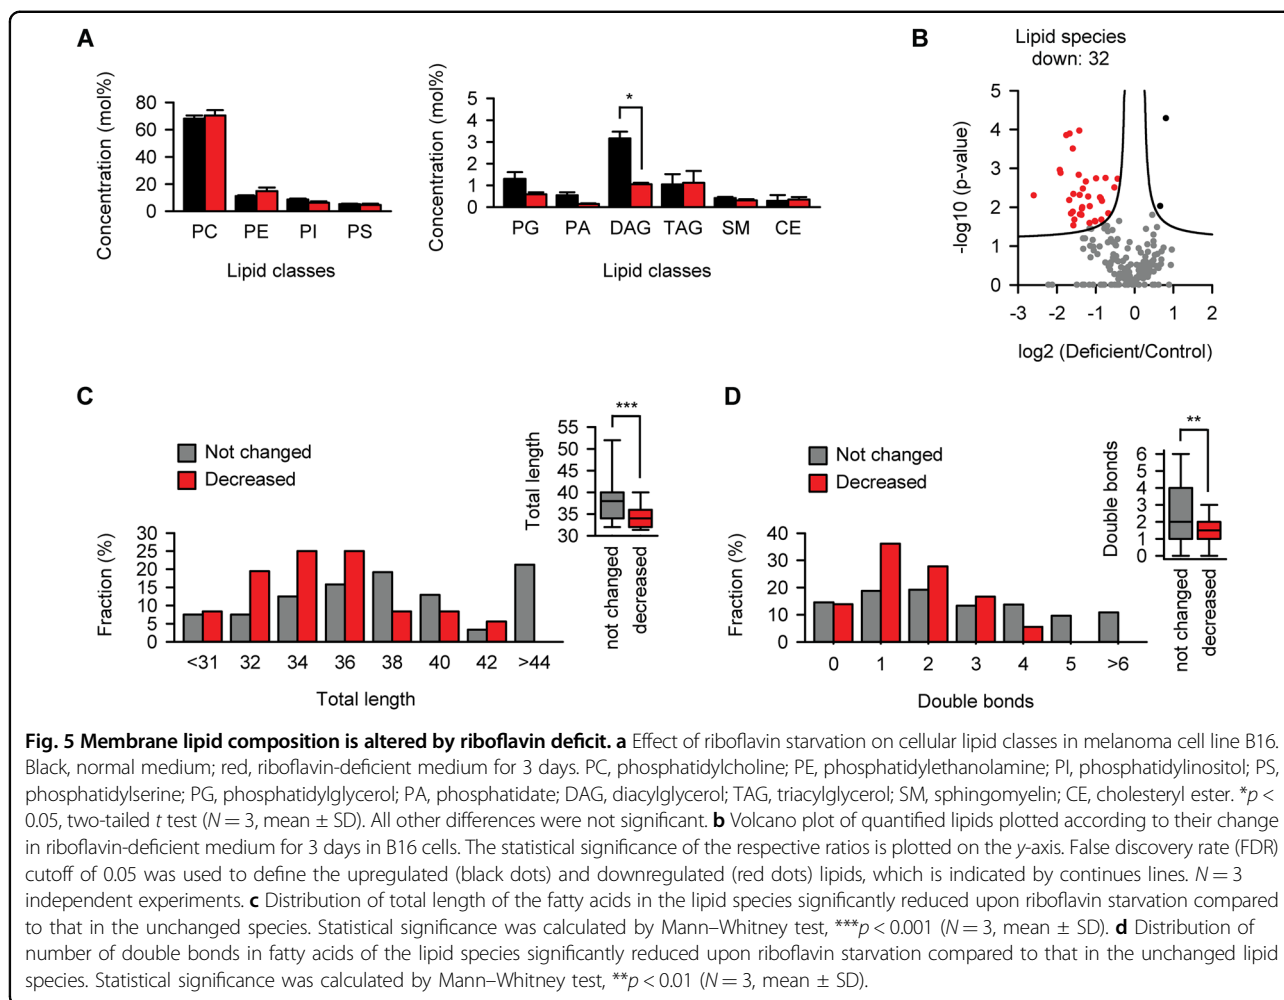 A
Concentration (mol%)
80
60
40
20
0
PC PE PI PS
Lipid classes
Concentration (mol%)
5
4
3
2
1
0
*
PG PA DAG TAG SM CE
Lipid classes
B
Lipid species
down: 32
-log10 (p-value)
5
4
3
2
1
0
-3 -2 -1 0 1 2
log2 (Deficient/Control)
C
Not changed
Decreased
Fraction (%)
30
25
20
15
10
5
0
<31 32 34 36 38 40 42 >44
Total length
***
Total length
55
50
45
40
35
30
not changed
decreased
D
Not changed
Decreased
Fraction (%)
40
30
20
10
0
0 1 2 3 4 5 >6
Double bonds
**
Double bonds
6
5
4
3
2
1
0
not changed
decreased
Fig. 5 Membrane lipid composition is altered by riboflavin deficit. a Effect of riboflavin starvation on cellular lipid classes in melanoma cell line B16.
Black, normal medium; red, riboflavin-deficient medium for 3 days. PC, phosphatidylcholine; PE, phosphatidylethanolamine; PI, phosphatidylinositol; PS,
phosphatidylserine; PG, phosphatidylglycerol; PA, phosphatidate; DAG, diacylglycerol; TAG, triacylglycerol; SM, sphingomyelin; CE, cholesteryl ester. *p <
0.05, two-tailed t test (N = 3, mean ± SD). All other differences were not significant. b Volcano plot of quantified lipids plotted according to their change
in riboflavin-deficient medium for 3 days in B16 cells. The statistical significance of the respective ratios is plotted on the y-axis. False discovery rate (FDR)
cutoff of 0.05 was used to define the upregulated (black dots) and downregulated (red dots) lipids, which is indicated by continues lines. N = 3
independent experiments. c Distribution of total length of the fatty acids in the lipid species significantly reduced upon riboflavin starvation compared
to that in the unchanged species. Statistical significance was calculated by Mann–Whitney test, ***p < 0.001 (N = 3, mean ± SD). d Distribution of
number of double bonds in fatty acids of the lipid species significantly reduced upon riboflavin starvation compared to that in the unchanged lipid
species. Statistical significance was calculated by Mann–Whitney test, **p < 0.01 (N = 3, mean ± SD).